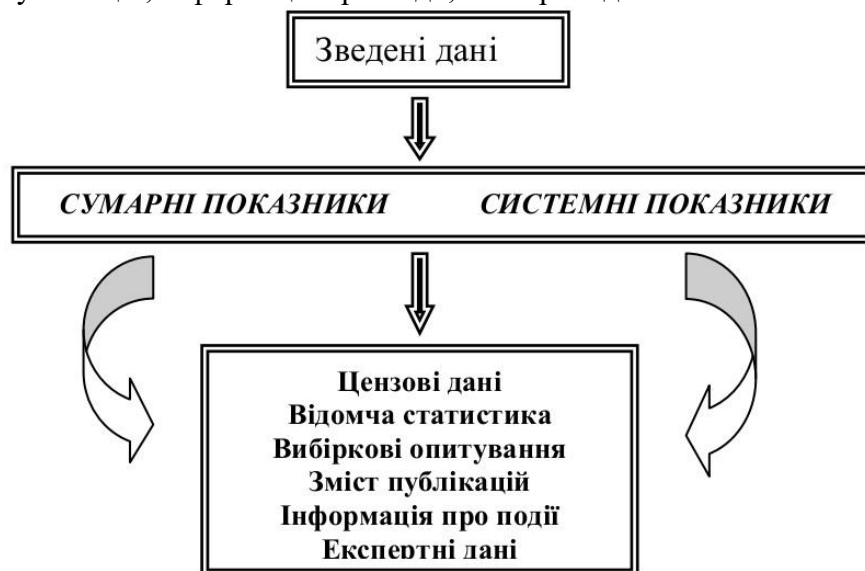 Зведені дані
СУМАРНІ ПОКАЗНИКИ СИСТЕМНІ ПОКАЗНИКИ
Цензові дані
Відомча статистика
Вибіркові опитування
Зміст публікацій
Інформація про події
Експертні дані